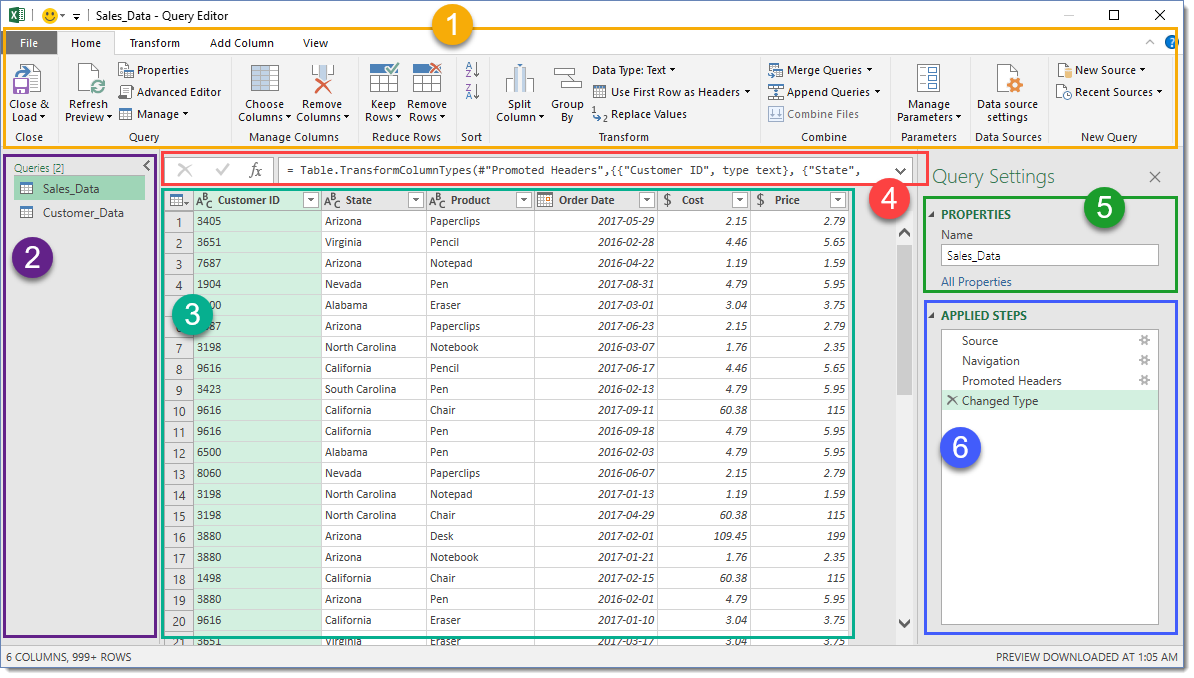 Sales_Data - Query Editor
1
File Home Transform Add Column View
Close & Load
Refresh Preview
Properties
Advanced Editor
Manage
Choose Columns
Remove Columns
Keep Rows
Remove Rows
A Z
Z A
Split Column
Group By
Data Type: Text
Use First Row as Headers
1 2 Replace Values
Merge Queries
Append Queries
Combine Files
Manage Parameters
Data source settings
New Source
Recent Sources
Close Query Manage Columns Reduce Rows Sort Transform Combine Parameters Data Sources New Query
Queries [2]
Sales_Data
Customer_Data
2
fx = Table.TransformColumnTypes(#"Promoted Headers",{{"Customer ID", type text}, {"State",
4
ABC Customer ID ABC State ABC Product Order Date $ Cost $ Price
1 3405 Arizona Paperclips 2017-05-29 2.15 2.79
2 3651 Virginia Pencil 2016-02-28 4.46 5.65
3 7687 Arizona Notepad 2016-04-22 1.19 1.59
4 1904 Nevada Pen 2017-08-31 4.79 5.95
Alabama Eraser 2017-03-01 3.04 3.75
3
Arizona Paperclips 2017-06-23 2.15 2.79
7 3198 North Carolina Notebook 2016-03-07 1.76 2.35
8 9616 California Pencil 2017-06-17 4.46 5.65
9 3423 South Carolina Pen 2016-02-13 4.79 5.95
10 9616 California Chair 2017-09-11 60.38 115
11 9616 California Pen 2016-09-18 4.79 5.95
12 6500 Alabama Pen 2016-02-03 4.79 5.95
13 8060 Nevada Paperclips 2016-06-07 2.15 2.79
14 3198 North Carolina Notepad 2017-01-13 1.19 1.59
15 3198 North Carolina Chair 2017-04-29 60.38 115
16 3880 Arizona Desk 2017-02-01 109.45 199
17 3880 Arizona Notebook 2017-01-21 1.76 2.35
18 1498 California Chair 2017-02-15 60.38 115
19 3880 Arizona Pen 2016-02-01 4.79 5.95
20 9616 California Eraser 2017-01-10 3.04 3.75
21 3651 Virginia Eraser 2017-03-17 3.04 3.75
Query Settings
5
PROPERTIES
Name
Sales_Data
All Properties
APPLIED STEPS
Source
Navigation
Promoted Headers
Changed Type
6
6 COLUMNS, 999+ ROWS
PREVIEW DOWNLOADED AT 1:05 AM